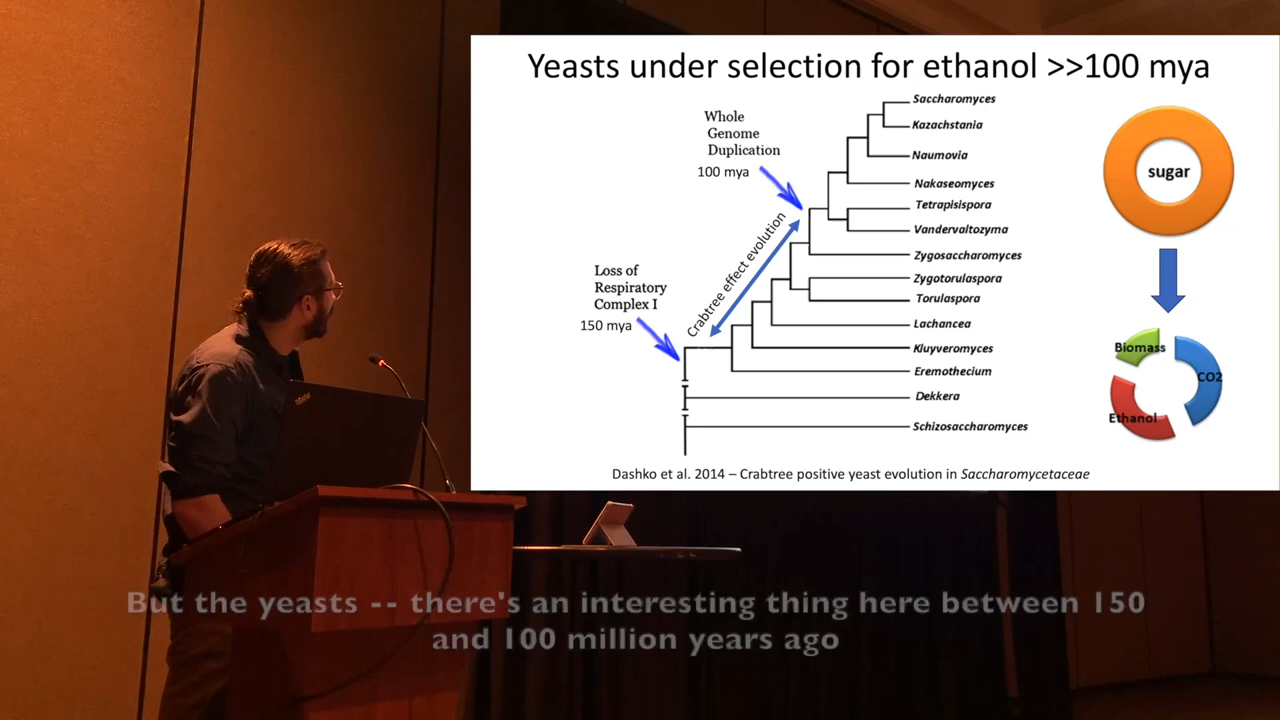 Yeasts under selection for ethanol >>100 mya
Whole
Genome
Duplication
100 mya
Loss of
Respiratory
Complex I
150 mya
Crabtree effect evolution
Saccharomyces
Kazachstania
Naumovia
Nakaseomyces
Tetrapisispora
Vandervaltozyma
Zygosaccharomyces
Zygotorulaspora
Torulaspora
Lachancea
Kluyveromyces
Eremothecium
Dekkera
Schizosaccharomyces
sugar
Biomass
CO2
Ethanol
Dashko et al. 2014 – Crabtree positive yeast evolution in Saccharomycetaceae
But the yeasts -- there's an interesting thing here between 150
and 100 million years ago